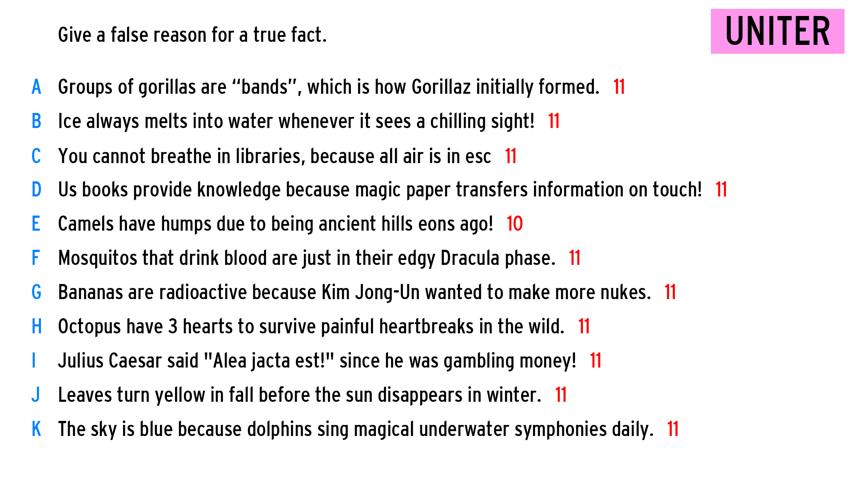 Give a false reason for a true fact.
UNITER
A Groups of gorillas are “bands”, which is how Gorillaz initially formed. 11
B Ice always melts into water whenever it sees a chilling sight! 11
C You cannot breathe in libraries, because all air is in esc 11
D Us books provide knowledge because magic paper transfers information on touch! 11
E Camels have humps due to being ancient hills eons ago! 10
F Mosquitos that drink blood are just in their edgy Dracula phase. 11
G Bananas are radioactive because Kim Jong-Un wanted to make more nukes. 11
H Octopus have 3 hearts to survive painful heartbreaks in the wild. 11
I Julius Caesar said "Alea jacta est!" since he was gambling money! 11
J Leaves turn yellow in fall before the sun disappears in winter. 11
K The sky is blue because dolphins sing magical underwater symphonies daily. 11